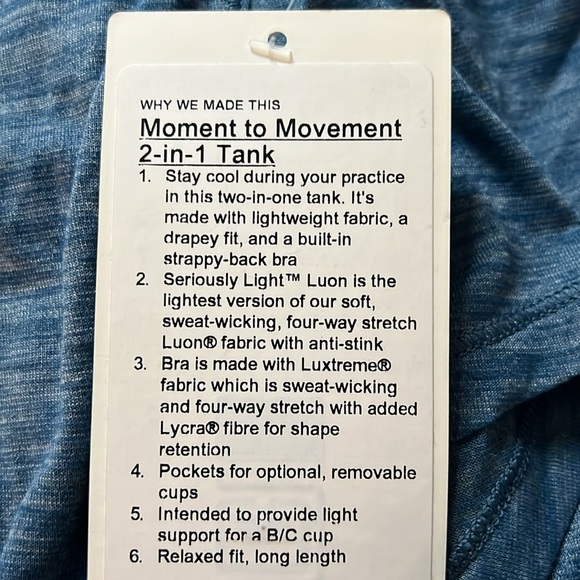 WHY WE MADE THIS
Moment to Movement
2-in-1 Tank
1. Stay cool during your practice
in this two-in-one tank. It's
made with lightweight fabric, a
drapey fit, and a built-in
strappy-back bra
2. Seriously Light™ Luon is the
lightest version of our soft,
sweat-wicking, four-way stretch
Luon® fabric with anti-stink
3. Bra is made with Luxtreme®
fabric which is sweat-wicking
and four-way stretch with added
Lycra® fibre for shape
retention
4. Pockets for optional, removable
cups
5. Intended to provide light
support for a B/C cup
6. Relaxed fit, long length